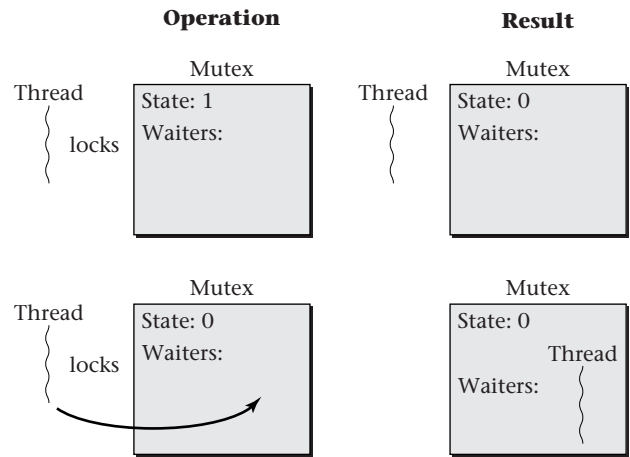 Operation
Result
Mutex
Mutex
Thread
State: 1
Thread
State: 0
locks
Waiters:
Waiters:
Mutex
Mutex
Thread
State: 0
State: 0
locks
Waiters:
Thread
Waiters: